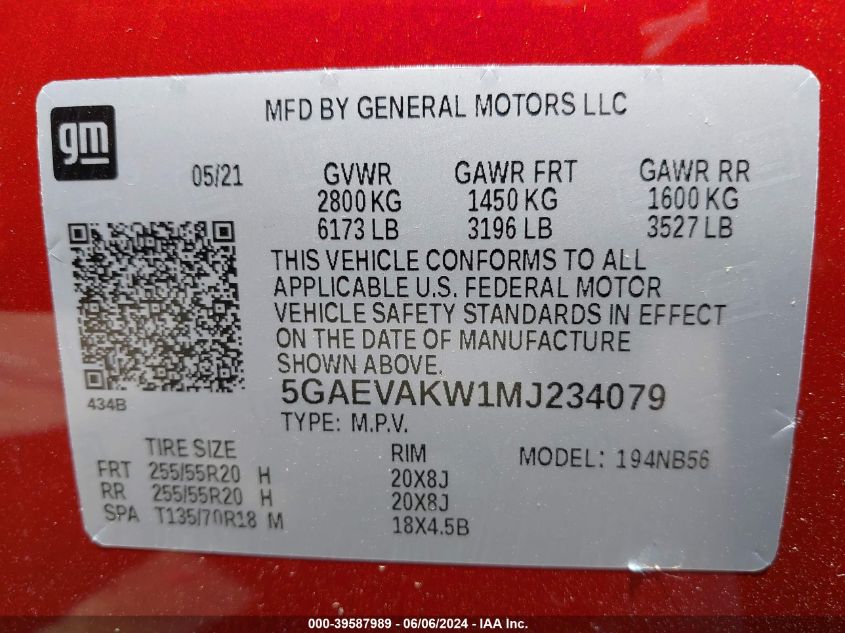 MFD BY GENERAL MOTORS LLC
gm
05/21 GVWR GAWR FRT GAWR RR
2800 KG 1450 KG 1600 KG
6173 LB 3196 LB 3527 LB
THIS VEHICLE CONFORMS TO ALL
APPLICABLE U.S. FEDERAL MOTOR
VEHICLE SAFETY STANDARDS IN EFFECT
ON THE DATE OF MANUFACTURE
SHOWN ABOVE.
434B
5GAEVAKW1MJ234079
TYPE: M.P.V.
TIRE SIZE RIM MODEL: 194NB56
FRT 255/55R20 H 20X8J
RR 255/55R20 H 20X8J
SPA T135/70R18 M 18X4.5B
000-39587989 - 06/06/2024 - IAA Inc.